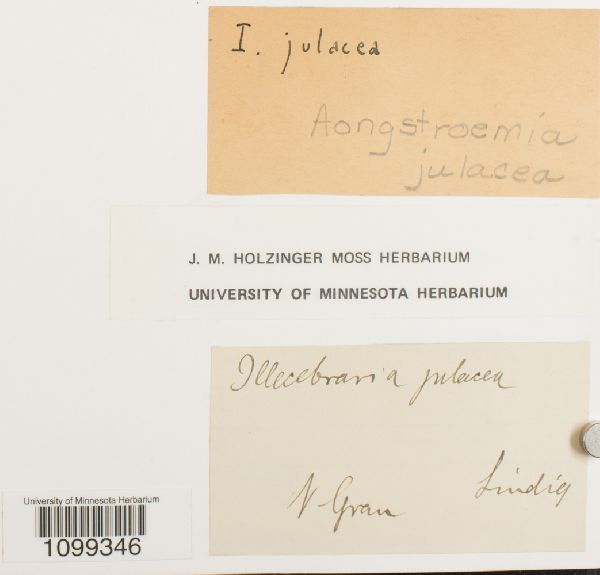 I. julacea
Aongstroemia
julacea
J. M. HOLZINGER MOSS HERBARIUM
UNIVERSITY OF MINNESOTA HERBARIUM
Illecebraria julacea
N-Gran
Lindig
University of Minnesota Herbarium
1099346